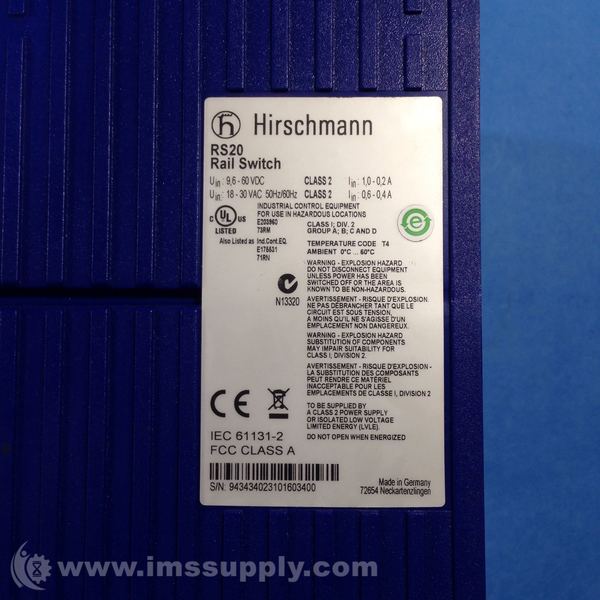 Hirschmann
RS20
Rail Switch
Uin: 9,6 - 60 VDC CLASS 2 Iin: 1,0 - 0,2 A
Uin: 18 - 30 VAC 50Hz/60Hz CLASS 2 Iin: 0,6 - 0,4 A
INDUSTRIAL CONTROL EQUIPMENT
FOR USE IN HAZARDOUS LOCATIONS
C UL US
LISTED
E203960
73RM
CLASS I; DIV. 2
GROUP A; B; C AND D
Also Listed as Ind.Cont.EQ.
E175531
71RN
TEMPERATURE CODE T4
AMBIENT 0°C ... 60°C
e
WARNING - EXPLOSION HAZARD
DO NOT DISCONNECT EQUIPMENT
UNLESS POWER HAS BEEN
SWITCHED OFF OR THE AREA IS
KNOWN TO BE NON-HAZARDOUS
N13320
AVERTISSEMENT - RISQUE D'EXPLOSION.
NE PAS DÉBRANCHER TANT QUE LE
CIRCUIT EST SOUS TENSION,
A MOINS QU'IL NE S'AGISSE D'UN
EMPLACEMENT NON DANGEREUX.
WARNING - EXPLOSION HAZARD
SUBSTITUTION OF COMPONENTS
MAY IMPAIR SUITABILITY FOR
CLASS I, DIVISION 2.
AVERTISSEMENT - RISQUE D'EXPLOSION -
LA SUBSTITUTION DES COMPOSANTS
PEUT RENDRE CE MATÉRIEL
INACCEPTABLE POUR LES
EMPLACEMENTS DE CLASSE I, DIVISION 2
TO BE SUPPLIED BY
A CLASS 2 POWER SUPPLY
OR ISOLATED LOW VOLTAGE
LIMITED ENERGY (LVLE).
DO NOT OPEN WHEN ENERGIZED
CE
IEC 61131-2
FCC CLASS A
S/N: 943434023101603400
Made in Germany
72654 Neckartenzlingen
www.imssupply.com